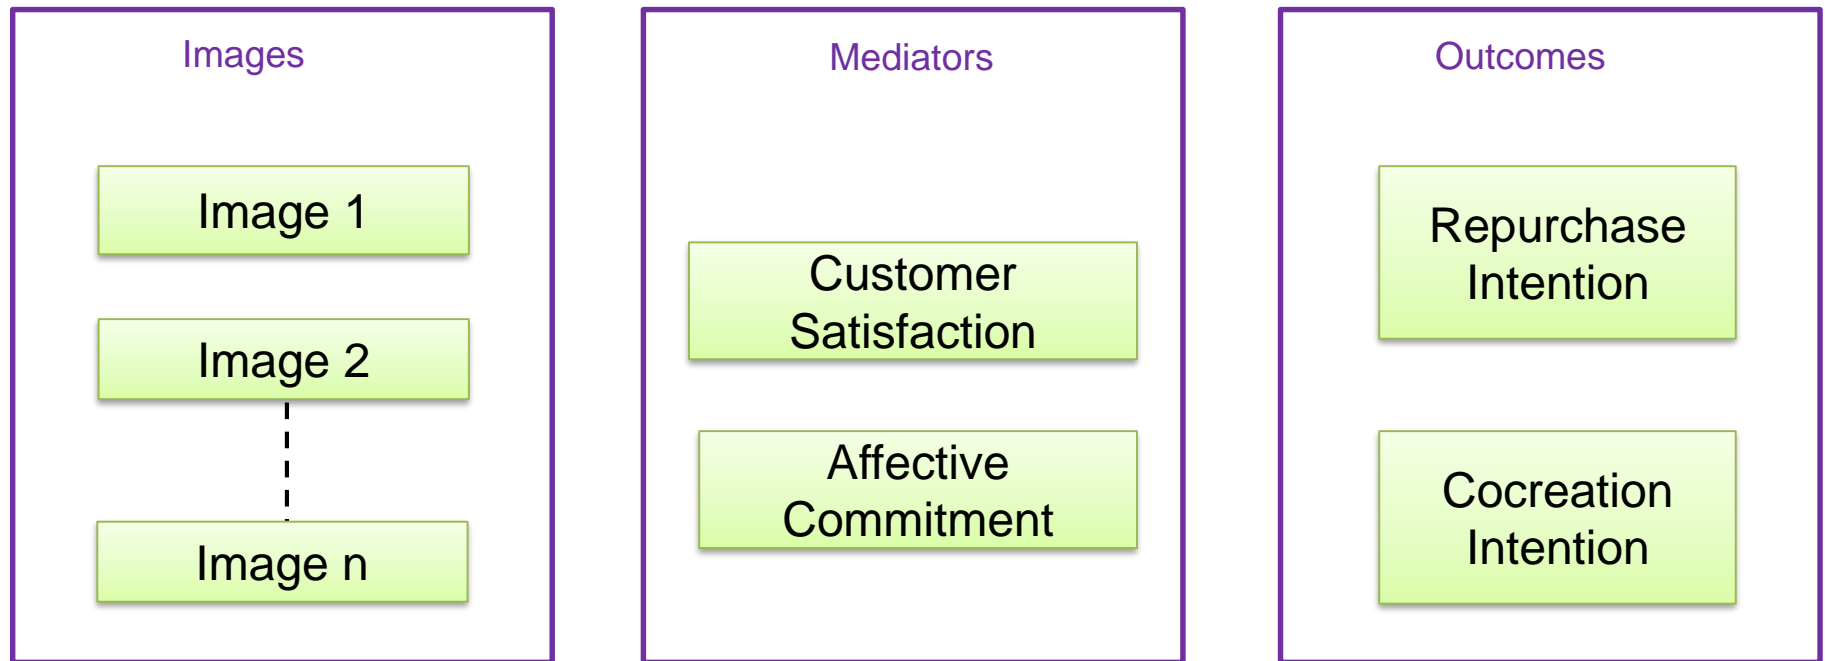 Images
Image 1
Image 2
Image n
Mediators
Customer
Satisfaction
Affective
Commitment
Outcomes
Repurchase
Intention
Cocreation
Intention